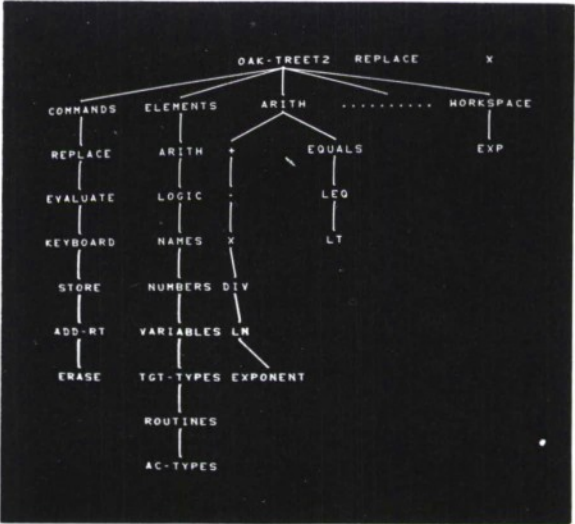 OAK-TREET2 REPLACE X
COMMANDS ELEMENTS ARITH .......... WORKSPACE
REPLACE ARITH + EQUALS EXP
EVALUATE LOGIC - LEQ
KEYBOARD NAMES X LT
STORE NUMBERS DIV
ADD-RT VARIABLES LM
ERASE TGT-TYPES EXPONENT
ROUTINES
AC-TYPES